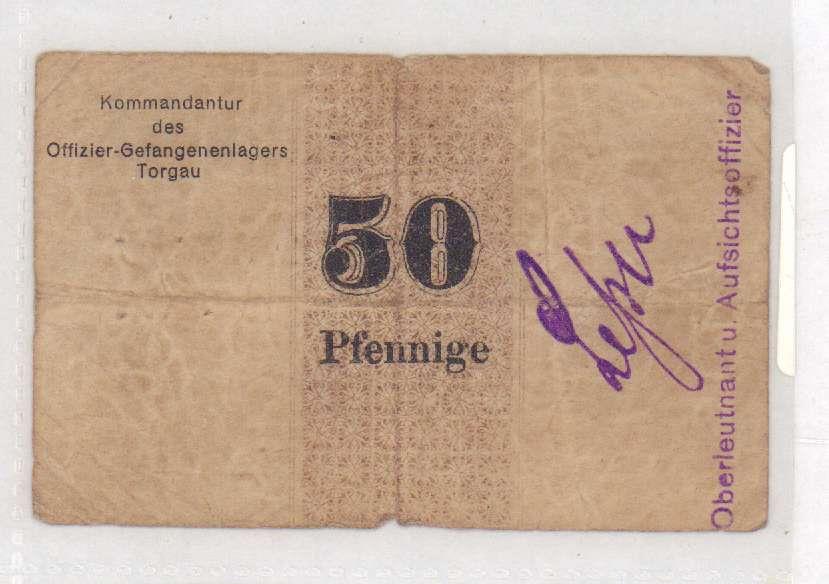 Kommandantur
des
Offizier-Gefangenenlagers
Torgau
50
Pfennige
Oberleutnant u. Aufsichtsoffizier